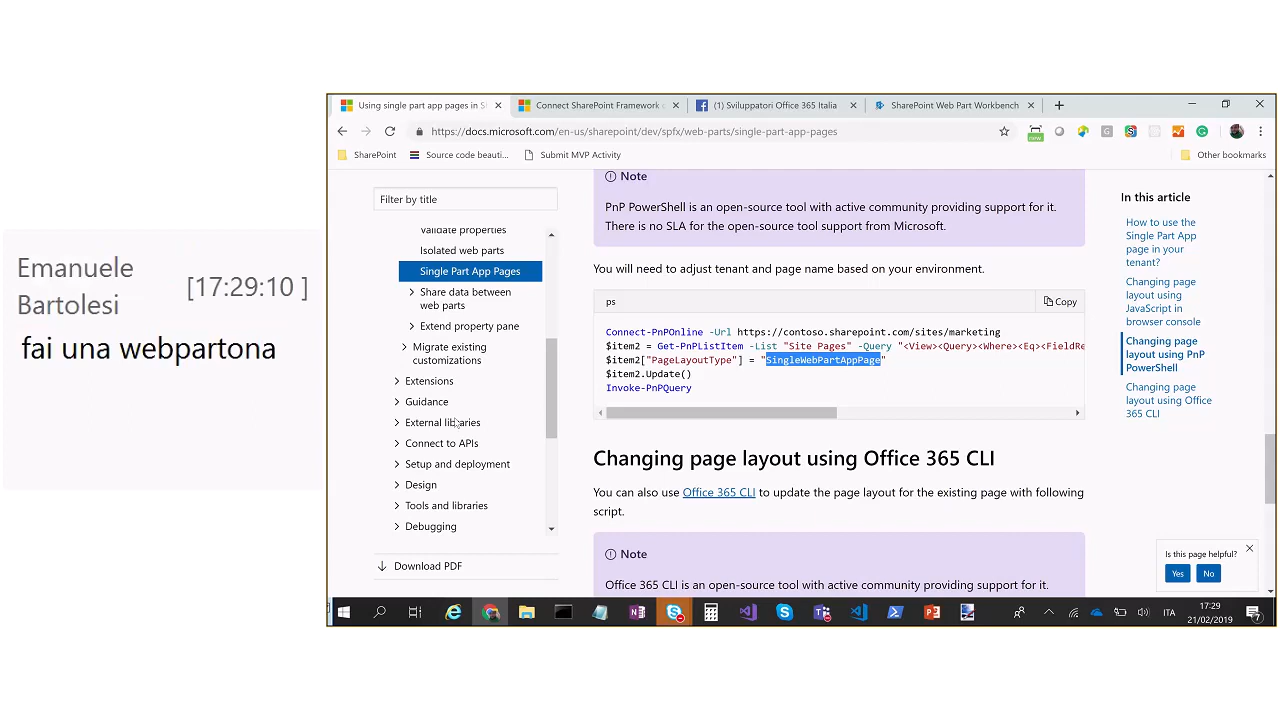 Emanuele
Bartolesi
[17:29:10 ]
fai una webpartona
Using single part app pages in S
Connect SharePoint Framework
(1) Sviluppatori Office 365 Italia
SharePoint Web Part Workbench
https://docs.microsoft.com/en-us/sharepoint/dev/spfx/web-parts/single-part-app-pages
SharePoint
Source code beauti...
Submit MVP Activity
Other bookmarks
Filter by title
Validate properties
Isolated web parts
Single Part App Pages
Share data between
web parts
Extend property pane
Migrate existing
customizations
Extensions
Guidance
External libraries
Connect to APIs
Setup and deployment
Design
Tools and libraries
Debugging
Download PDF
Note
PnP PowerShell is an open-source tool with active community providing support for it.
There is no SLA for the open-source tool support from Microsoft.
You will need to adjust tenant and page name based on your environment.
ps
Copy
Connect-PnPOnline -Url https://contoso.sharepoint.com/sites/marketing
$item2 = Get-PnPListItem -List "Site Pages" -Query "<View><Query><Where><Eq><FieldRe
$item2["PageLayoutType"] = "SingleWebPartAppPage"
$item2.Update()
Invoke-PnPQuery
Changing page layout using Office 365 CLI
You can also use Office 365 CLI to update the page layout for the existing page with following
script.
Note
Office 365 CLI is an open-source tool with active community providing support for it.
In this article
How to use the
Single Part App
page in your
tenant?
Changing page
layout using
JavaScript in
browser console
Changing page
layout using PnP
PowerShell
Changing page
layout using Office
365 CLI
Is this page helpful?
Yes
No
ITA
17:29
21/02/2019
7